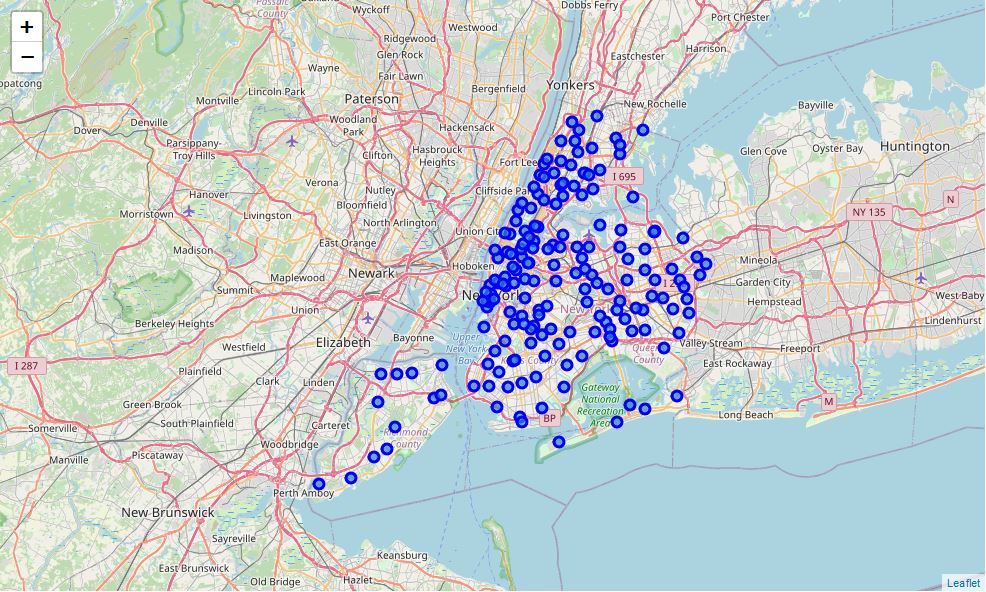 +
−
Passaic
County
Oakland
Wyckoff
Dobbs Ferry
Port Chester
Westwood
Ridgewood
Glen Rock
Harrison
Eastchester
Wayne
Fair Lawn
Yonkers
opatcong
Lincoln Park
Bergenfield
Montville
Paterson
New Rochelle
Bayville
Denville
Woodland
Park
Hackensack
Dover
Parsippany-
Troy Hills
Clifton
Hasbrouck
Heights
Fort Lee
Glen Cove
Oyster Bay
Huntington
I 695
Verona
Nutley
Cliffside Park
Hanover
Bloomfield
N
Morristown
Livingston
North Arlington
Union City
NY 135
East Orange
Madison
Mineola
Newark
Hoboken
Maplewood
Garden City
Summit
New York
West Baby
Union
Hempstead
Berkeley Heights
Lindenhurst
Elizabeth
Bayonne
Upper
New York
Bay
Kings County
Queens
County
Valley Stream
Freeport
Westfield
East Rockaway
I 287
Plainfield
Clark
Linden
Gateway
National
Recreation
Area
Green Brook
M
South Plainfield
Carteret
Long Beach
BP
Somerville
Richmond
County
Woodbridge
Manville
Piscataway
Perth Amboy
New Brunswick
Sayreville
Keansburg
East Brunswick
Old Bridge
Hazlet
Leaflet